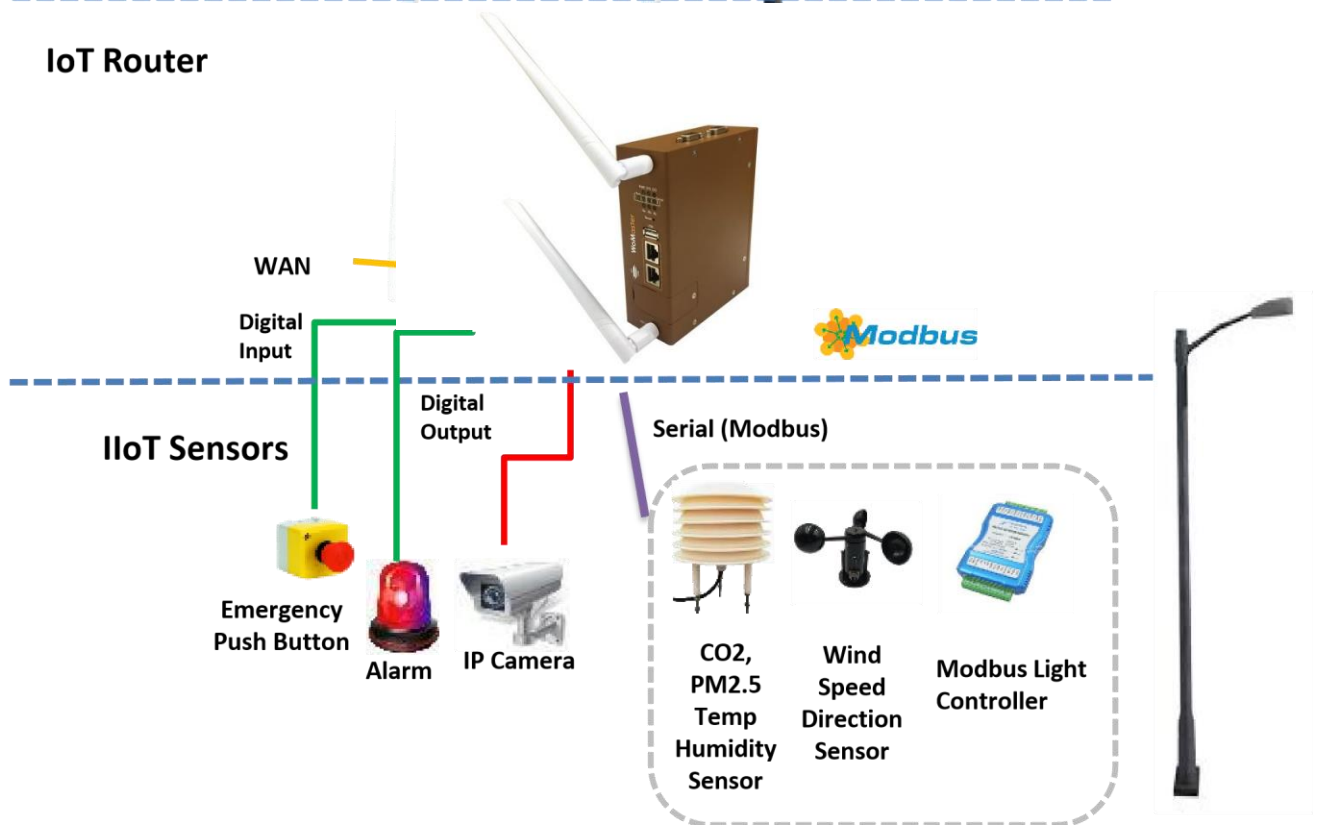 IoT Router
WoMaster
WAN
Digital
Input
Modbus
Digital
Output
Serial (Modbus)
IIoT Sensors
Emergency
Push Button
Alarm
IP Camera
CO2,
PM2.5
Temp
Humidity
Sensor
Wind
Speed
Direction
Sensor
Modbus Light
Controller